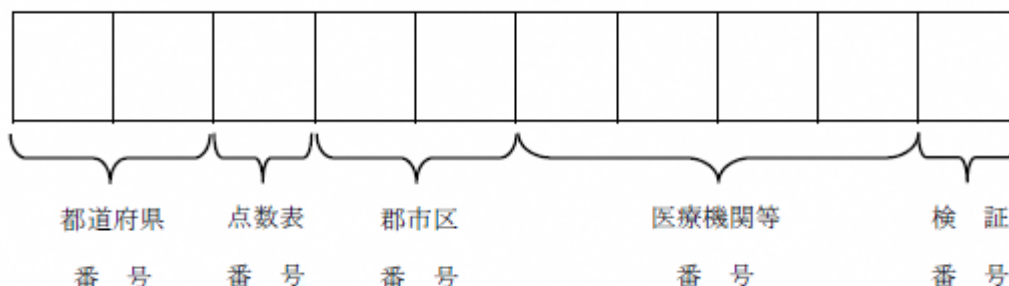 都道府県 点数表 郡市区 医療機関等 検 証
番 号 番 号 番 号 番 号 番 号